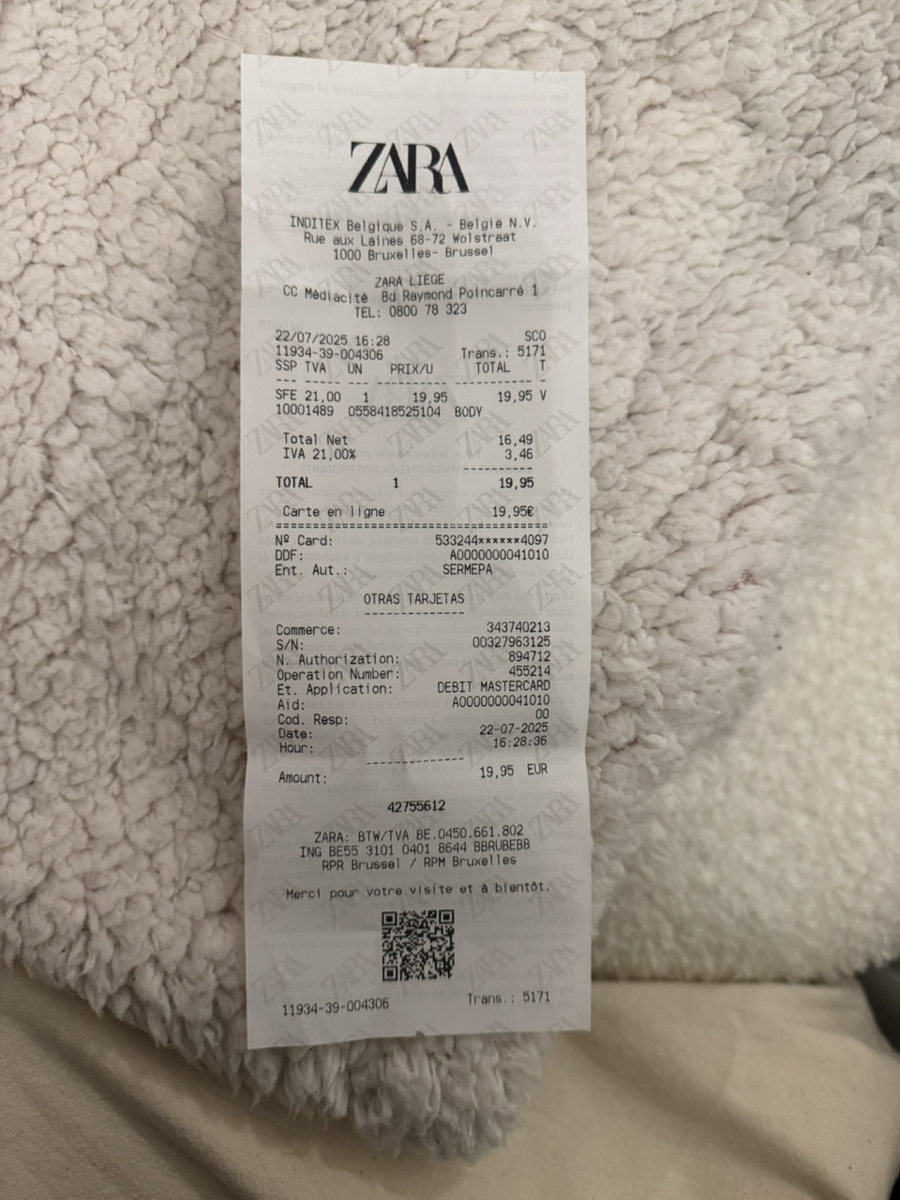 ZARA
INDITEX Belgique S.A. - België N.V.
Rue aux Laines 68-72 Wolstraat
1000 Bruxelles- Brussel
ZARA LIEGE
CC Médiacité Bd Raymond Poincarré 1
TEL: 0800 78 323
22/07/2025 16:28 SCO
11934-39-004306 Trans.: 5171
SSP TVA UN PRIX/U TOTAL T
SFE 21,00 1 19,95 19,95 V
10001489 0558418525104 BODY
Total Net 16,49
IVA 21,00% 3,46
TOTAL 1 19,95
Carte en ligne 19,95€
Nº Card: 533244******4097
DDF: A0000000041010
Ent. Aut.: SERMEPA
OTRAS TARJETAS
Commerce: 343740213
S/N: 00327963125
N. Authorization: 894712
Operation Number: 455214
Et. Application: DEBIT MASTERCARD
Aid: A0000000041010
Cod. Resp: 00
Date: 22-07-2025
Hour: 16:28:36
Amount: 19,95 EUR
42755612
ZARA: BTW/TVA BE.0450.661.802
ING BE55 3101 0401 8644 BBRUBEBB
RPR Brussel / RPM Bruxelles
Merci pour votre visite et à bientôt.
11934-39-004306 Trans.: 5171